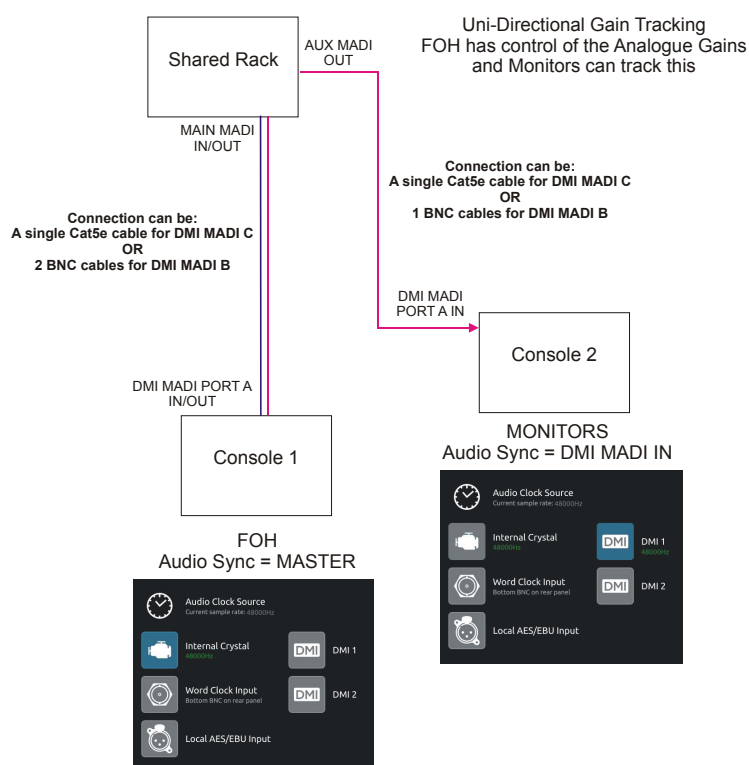 Uni-Directional Gain Tracking
FOH has control of the Analogue Gains
and Monitors can track this
Shared Rack
AUX MADI
OUT
MAIN MADI
IN/OUT
Connection can be:
A single Cat5e cable for DMI MADI C
OR
1 BNC cables for DMI MADI B
Connection can be:
A single Cat5e cable for DMI MADI C
OR
2 BNC cables for DMI MADI B
DMI MADI
PORT A IN
Console 2
DMI MADI PORT A
IN/OUT
Console 1
MONITORS
Audio Sync = DMI MADI IN
Audio Clock Source
Current sample rate: 48000Hz
Internal Crystal
48000Hz
DMI
DMI 1
48000Hz
Word Clock Input
Bottom BNC on rear panel
DMI
DMI 2
Local AES/EBU Input
FOH
Audio Sync = MASTER
Audio Clock Source
Current sample rate: 48000Hz
Internal Crystal
48000Hz
DMI
DMI 1
Word Clock Input
Bottom BNC on rear panel
DMI
DMI 2
Local AES/EBU Input